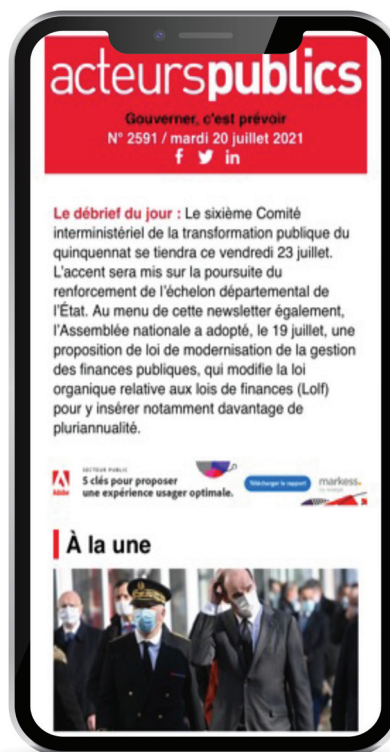 acteurspublics
Gouverner, c'est prévoir
N° 2591 / mardi 20 juillet 2021
Le débrief du jour : Le sixième Comité
interministériel de la transformation publique du
quinquennat se tiendra ce vendredi 23 juillet.
L'accent sera mis sur la poursuite du
renforcement de l'échelon départemental de
l'État. Au menu de cette newsletter également,
l'Assemblée nationale a adopté, le 19 juillet, une
proposition de loi de modernisation de la gestion
des finances publiques, qui modifie la loi
organique relative aux lois de finances (Lolf)
pour y insérer notamment davantage de
pluriannualité.
SECTEUR PUBLIC
5 clés pour proposer
une expérience usager optimale.
Adobe
Télécharger le rapport
markess.
À la une